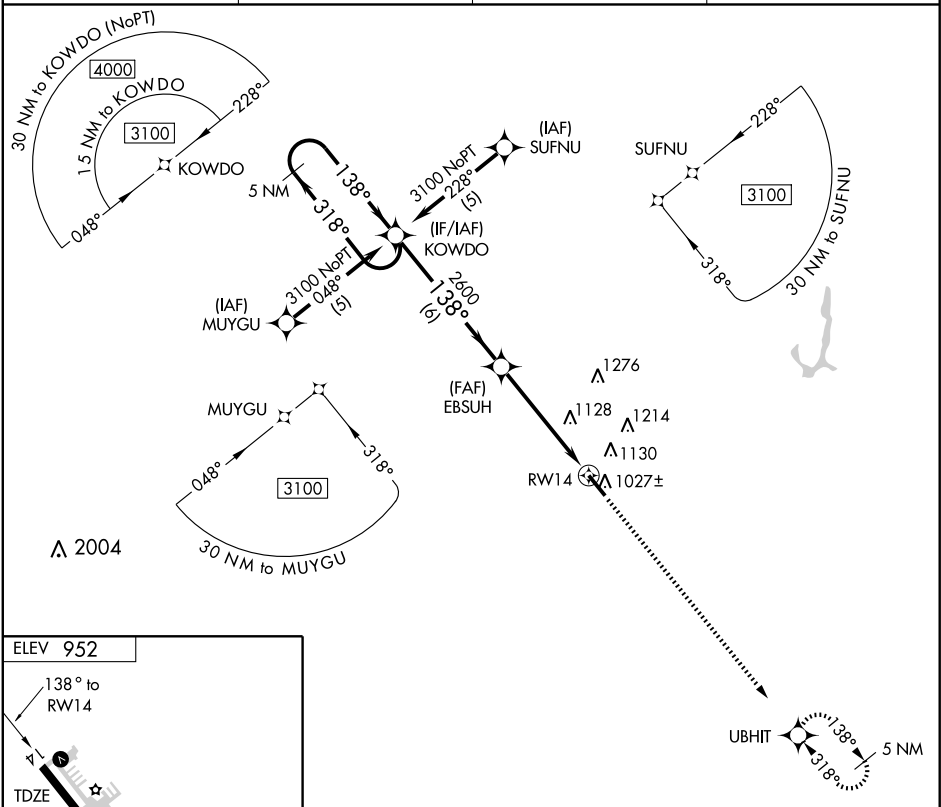 30 NM to KOWDO (NoPT)
4000
15 NM to KOWDO
3100
228°
KOWDO
048°
5 NM
138°
318°
3100 NoPT
228°
(5)
(IAF)
SUFNU
(IF/IAF)
KOWDO
3100 NoPT
048°
(5)
(IAF)
MUYGU
2600
138°
(6)
SUFNU
228°
3100
318°
30 NM to SUFNU
(FAF)
EBSUH
1276
1128
1214
1130
RW14
1027±
MUYGU
048°
318°
3100
30 NM to MUYGU
2004
UBHIT
138°
318°
5 NM
ELEV 952
138° to
RW14
14
V
TDZE